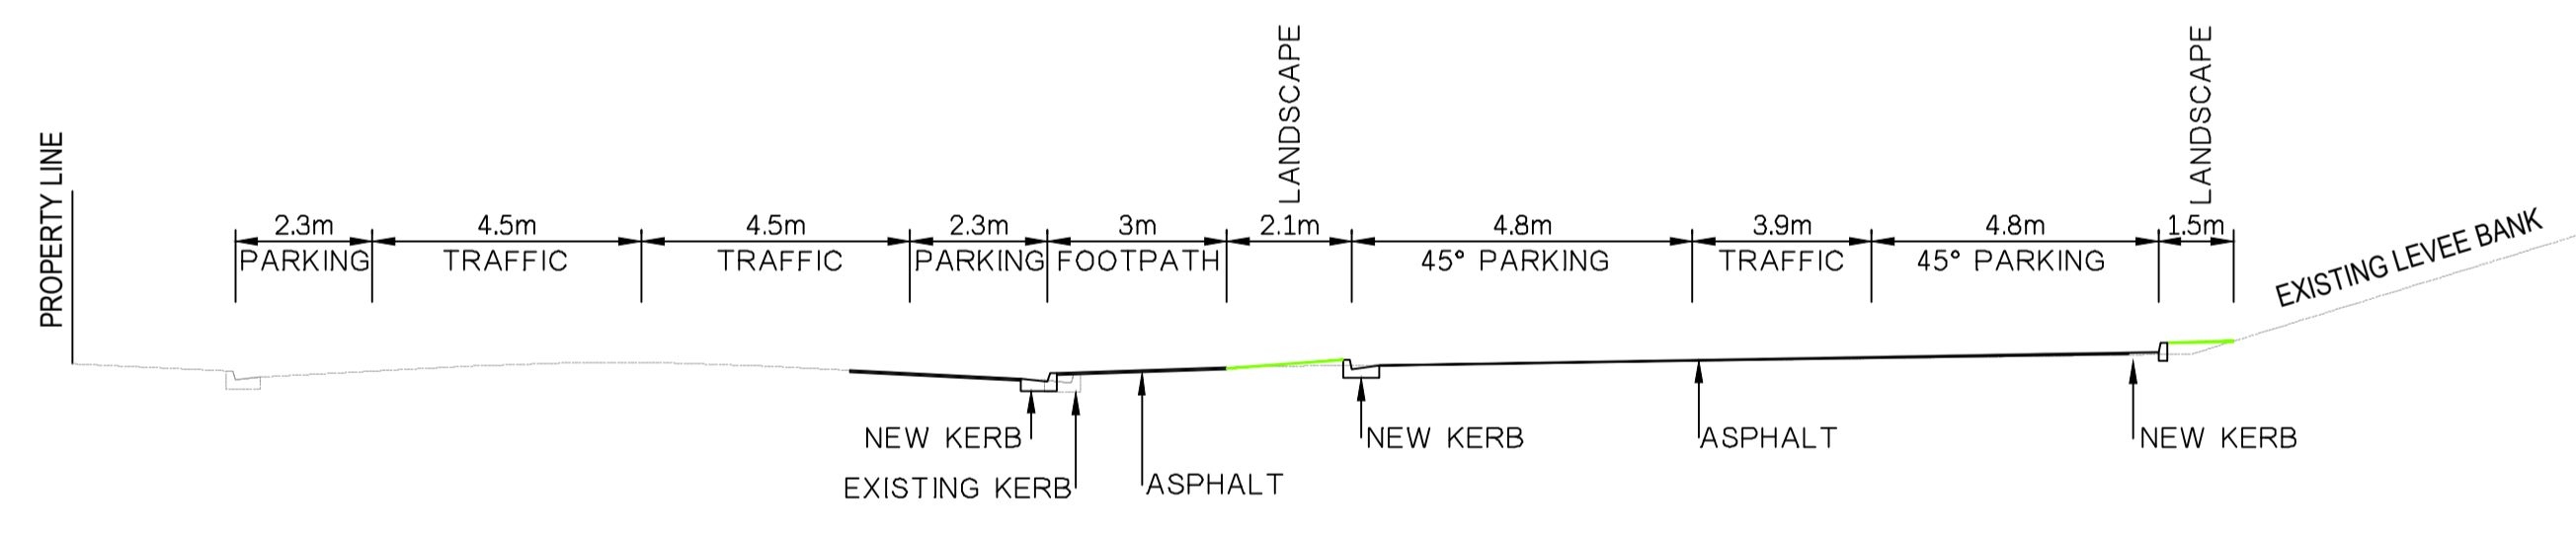 PROPERTY LINE
LANDSCAPE
LANDSCAPE
2.3m 4.5m 4.5m 2.3m 3m 2.1m 4.8m 3.9m 4.8m 1.5m
PARKING TRAFFIC TRAFFIC PARKING FOOTPATH 45° PARKING TRAFFIC 45° PARKING
EXISTING LEVEE BANK
NEW KERB NEW KERB ASPHALT NEW KERB
EXISTING KERB ASPHALT